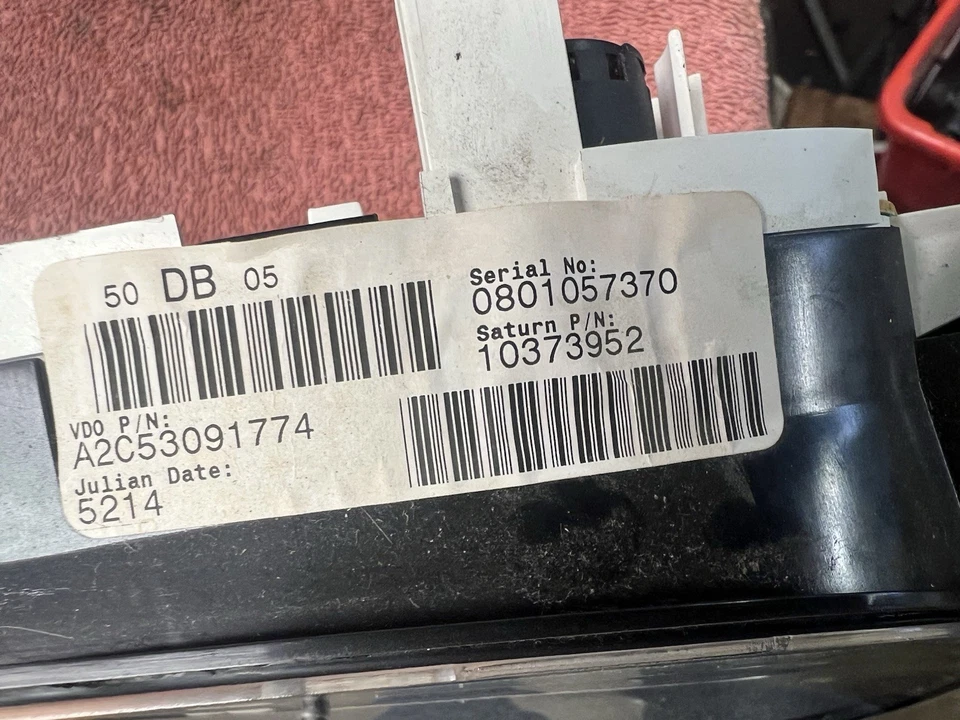 50 DB 05
Serial No:
0801057370
Saturn P/N:
10373952
VDO P/N:
A2C53091774
Julian Date:
5214